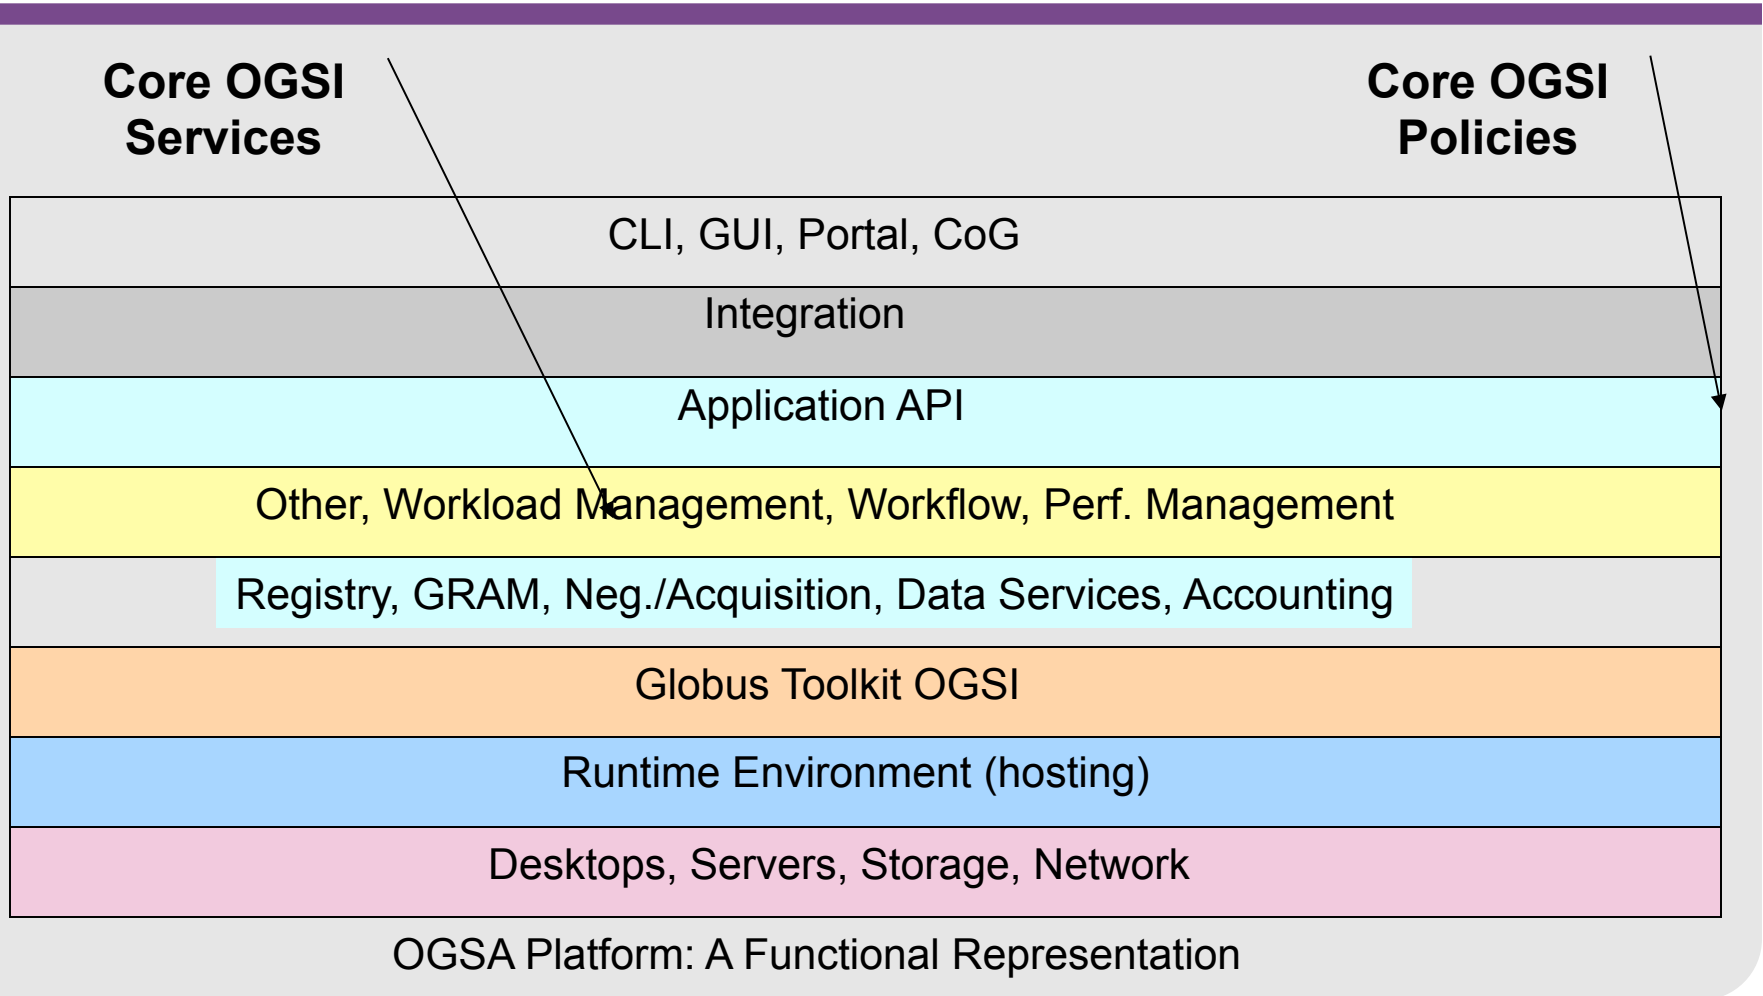 Core OGSI
Services
Core OGSI
Policies
CLI, GUI, Portal, CoG
Integration
Application API
Other, Workload Management, Workflow, Perf. Management
Registry, GRAM, Neg./Acquisition, Data Services, Accounting
Globus Toolkit OGSI
Runtime Environment (hosting)
Desktops, Servers, Storage, Network
OGSA Platform: A Functional Representation